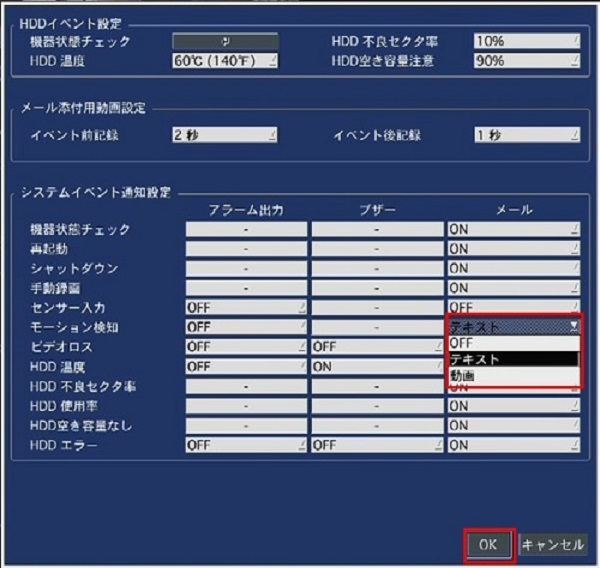 HDDイベント設定
機器状態チェック HDD 不良セクタ率 10%
HDD 温度 60℃ (140℉) HDD空き容量注意 90%
メール添付用動画設定
イベント前記録 2 秒 イベント後記録 1 秒
システムイベント通知設定
アラーム出力 ブザー メール
機器状態チェック - - ON
再起動 - - ON
シャットダウン - - ON
手動録画 - - ON
センサー入力 OFF - OFF
モーション検知 OFF - テキスト
OFF
ビデオロス OFF OFF テキスト
HDD 温度 OFF ON 動画
HDD 不良セクタ率 - - ON
HDD 使用率 - - ON
HDD空き容量なし - - ON
HDD エラー OFF OFF ON
OK キャンセル